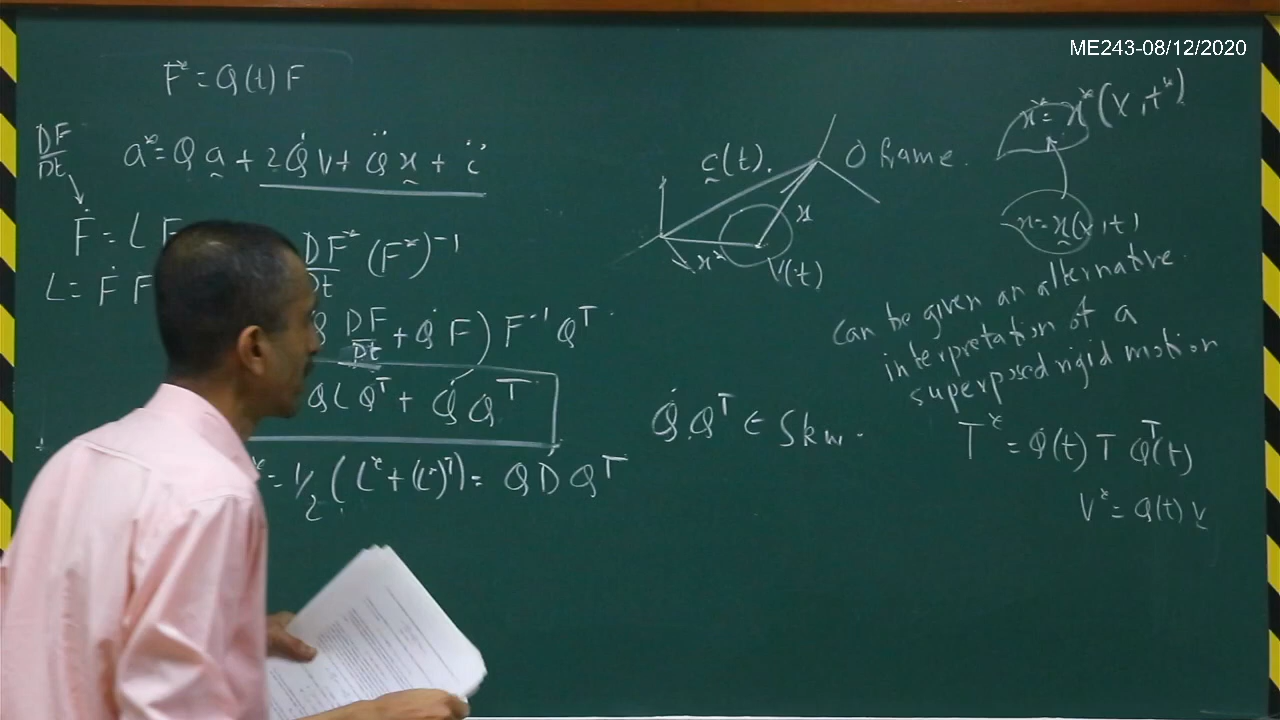 ME243-08/12/2020
F* = Q(t) F
DF/Dt
a* = Q a + 2Q̇ v + Q̈ x + c̈
Ḟ = L F
L = Ḟ F
DF*/Dt (F*)⁻¹
DF/Dt + Q̇ F) F⁻¹ Qᵀ
Q L Qᵀ + Q̇ Qᵀ
= 1/2 (L* + (L*)ᵀ) = Q D Qᵀ
c(t).
O frame.
x
x*
V(t)
Q̇ Qᵀ ∈ Skw.
x* = x*(X, t*)
x = x(X, t)
Can be given an alternative
interpretation of a
superposed rigid motion
T* = Q(t) T Qᵀ(t)
V* = Q(t) v